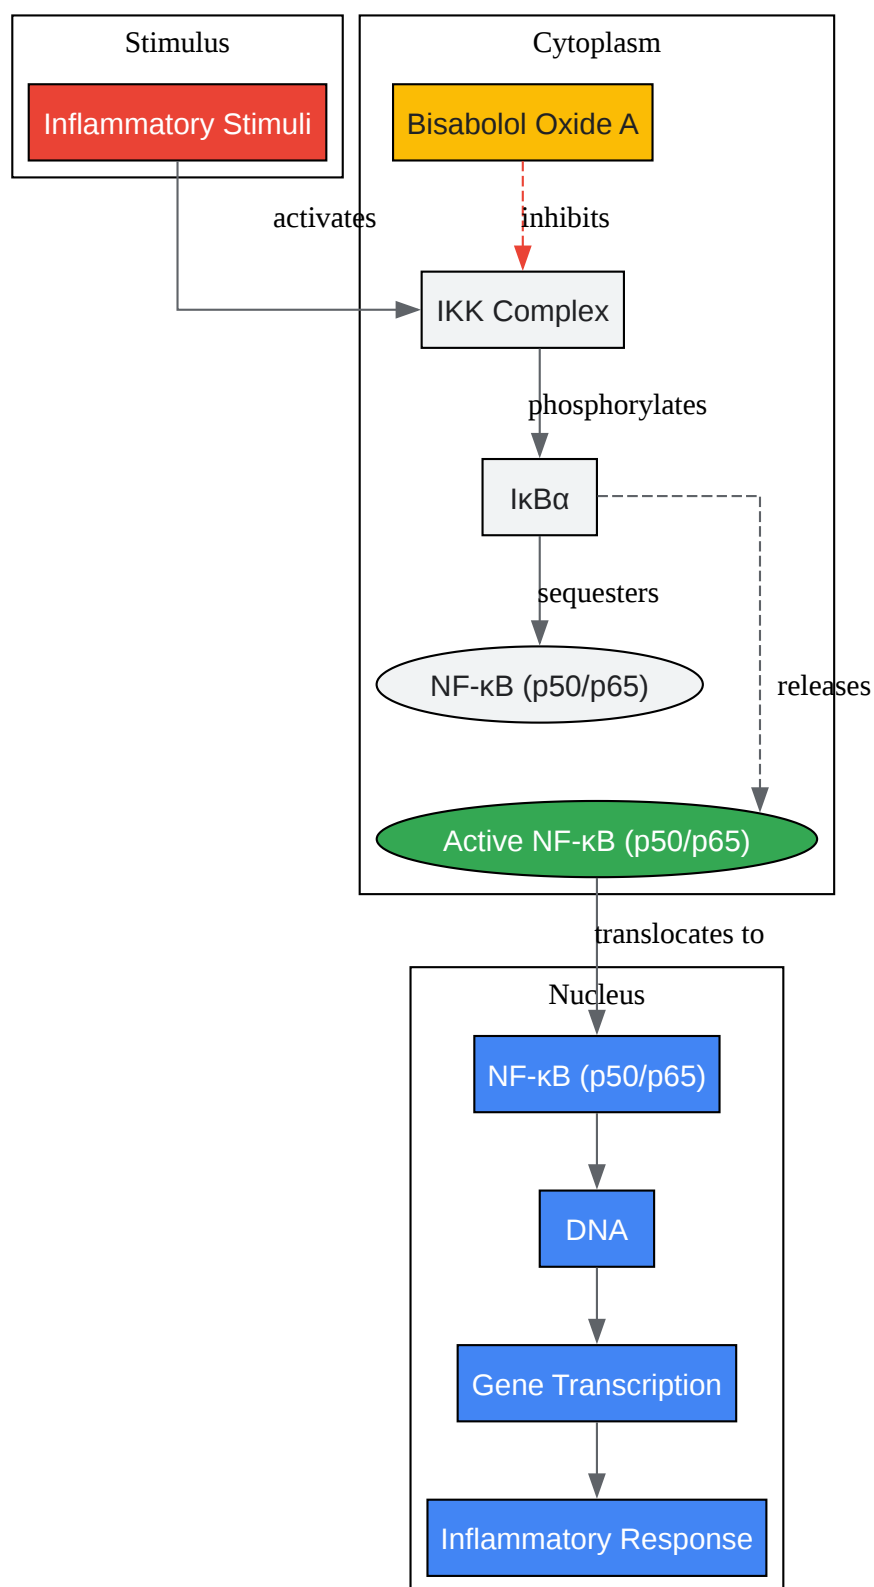 Stimulus
Cytoplasm
Inflammatory Stimuli
Bisabolol Oxide A
activates
inhibits
IKK Complex
phosphorylates
IκBα
sequesters
NF-κB (p50/p65)
releases
Active NF-κB (p50/p65)
translocates to
Nucleus
NF-κB (p50/p65)
DNA
Gene Transcription
Inflammatory Response